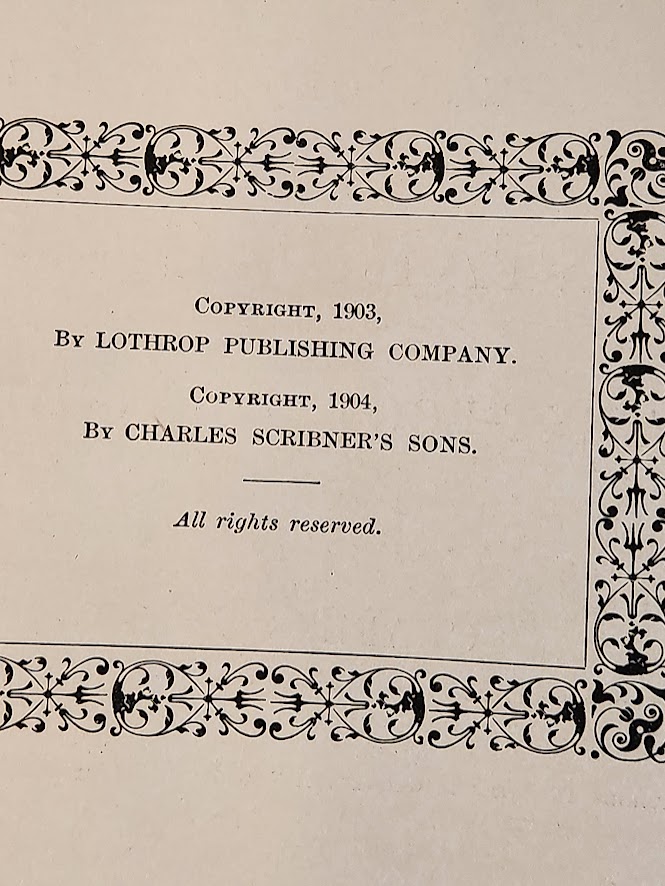 Copyright, 1903,
By LOTHROP PUBLISHING COMPANY.
Copyright, 1904,
By CHARLES SCRIBNER'S SONS.
All rights reserved.